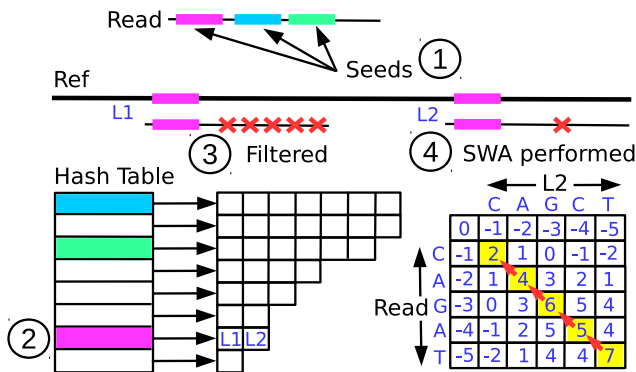 Read
Seeds 1
Ref
L1
L2
3 Filtered
4 SWA performed
Hash Table
L2
C A G C T
0 -1 -2 -3 -4 -5
C -1 2 1 0 -1 -2
A -2 1 4 3 2 1
Read
G -3 0 3 6 5 4
2
L1 L2
A -4 -1 2 5 5 4
T -5 -2 1 4 4 7